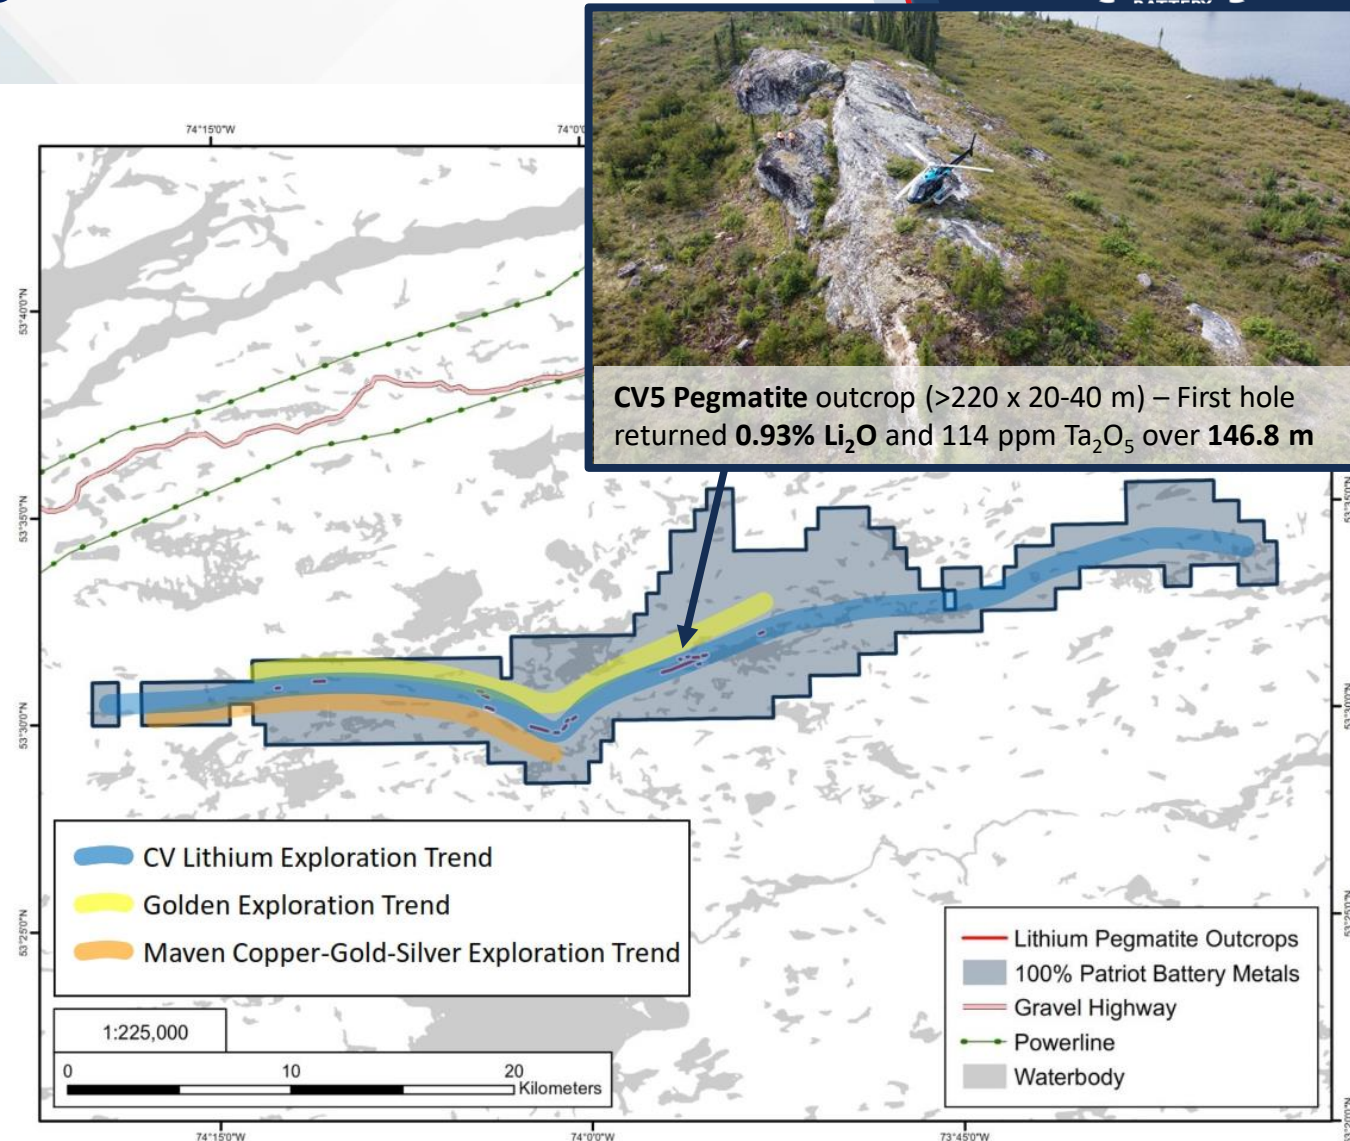 BATTERY
74°15'0"W
74°0'0"
53°40'0"N
53°35'0"N
53°30'0"N
53°25'0"N
CV5 Pegmatite outcrop (>220 x 20-40 m) – First hole
returned 0.93% Li₂O and 114 ppm Ta₂O₅ over 146.8 m
CV Lithium Exploration Trend
Golden Exploration Trend
Maven Copper-Gold-Silver Exploration Trend
1:225,000
0 10 20
Kilometers
Lithium Pegmatite Outcrops
100% Patriot Battery Metals
Gravel Highway
Powerline
Waterbody
74°15'0"W
74°0'0"W
73°45'0"W